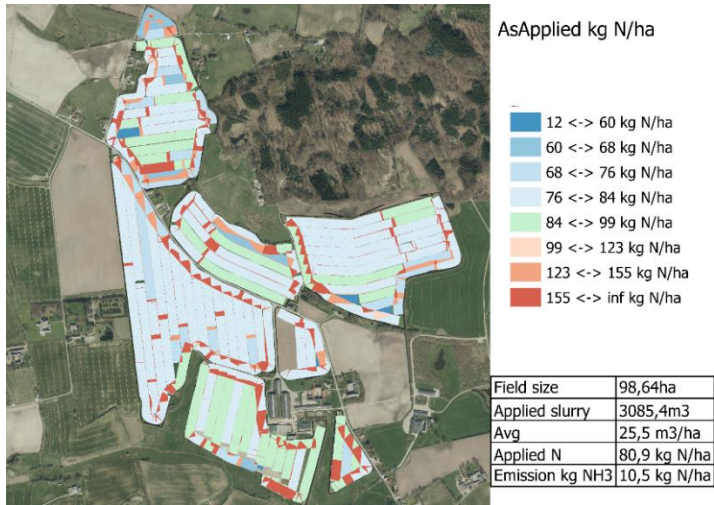 AsApplied kg N/ha
12 <-> 60 kg N/ha
60 <-> 68 kg N/ha
68 <-> 76 kg N/ha
76 <-> 84 kg N/ha
84 <-> 99 kg N/ha
99 <-> 123 kg N/ha
123 <-> 155 kg N/ha
155 <-> inf kg N/ha
Field size 98,64ha
Applied slurry 3085,4m3
Avg 25,5 m3/ha
Applied N 80,9 kg N/ha
Emission kg NH3 10,5 kg N/ha